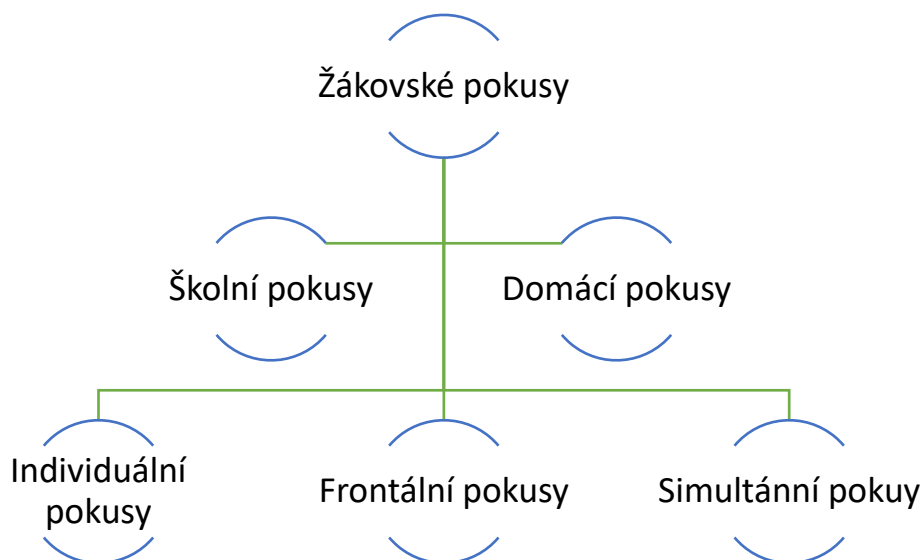 Žákovské pokusy
Školní pokusy
Domácí pokusy
Individuální
pokusy
Frontální pokusy
Simultánní pokuy